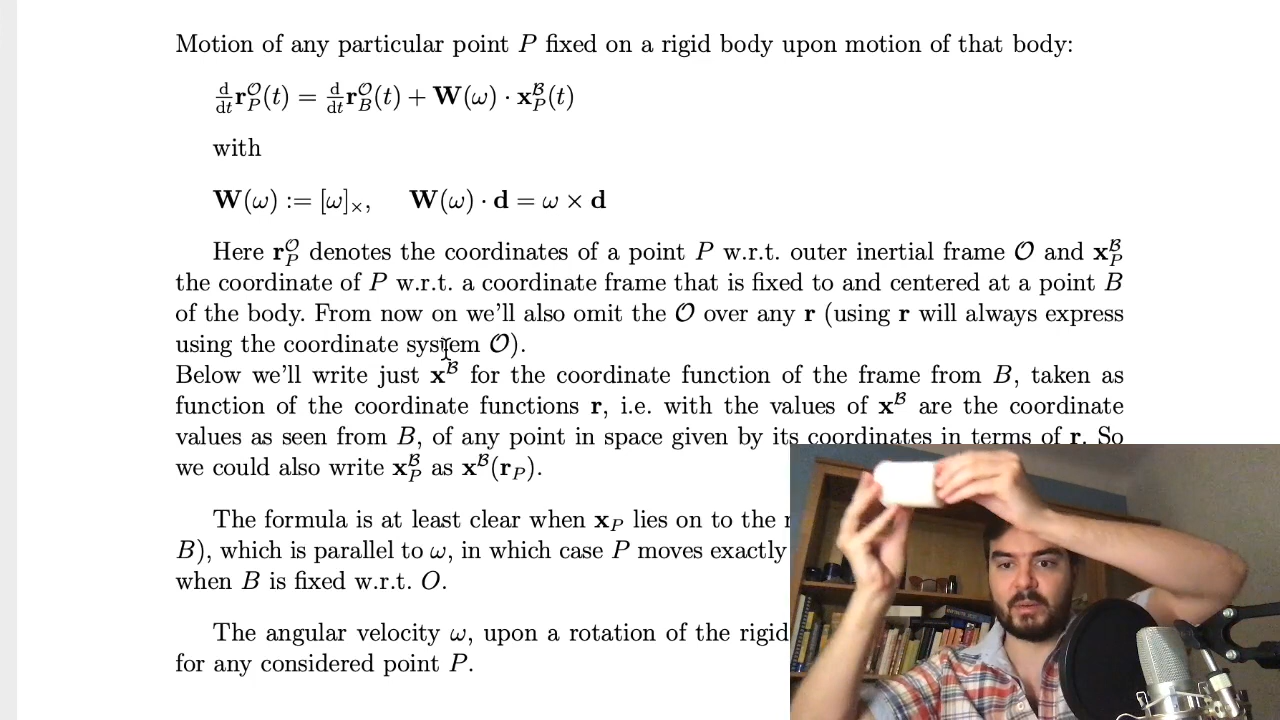 Motion of any particular point P fixed on a rigid body upon motion of that body:
d/dt r_P^𝒪(t) = d/dt r_B^𝒪(t) + W(ω) · x_P^ℬ(t)
with
W(ω) := [ω]×, W(ω) · d = ω × d
Here r_P^𝒪 denotes the coordinates of a point P w.r.t. outer inertial frame 𝒪 and x_P^ℬ
the coordinate of P w.r.t. a coordinate frame that is fixed to and centered at a point B
of the body. From now on we'll also omit the 𝒪 over any r (using r will always express
using the coordinate system 𝒪).
Below we'll write just x^ℬ for the coordinate function of the frame from B, taken as
function of the coordinate functions r, i.e. with the values of x^ℬ are the coordinate
values as seen from B, of any point in space given by its coordinates in terms of r. So
we could also write x_P^ℬ as x^ℬ(r_P).
The formula is at least clear when x_P lies on to the
B), which is parallel to ω, in which case P moves exactly
when B is fixed w.r.t. O.
The angular velocity ω, upon a rotation of the rigid
for any considered point P.